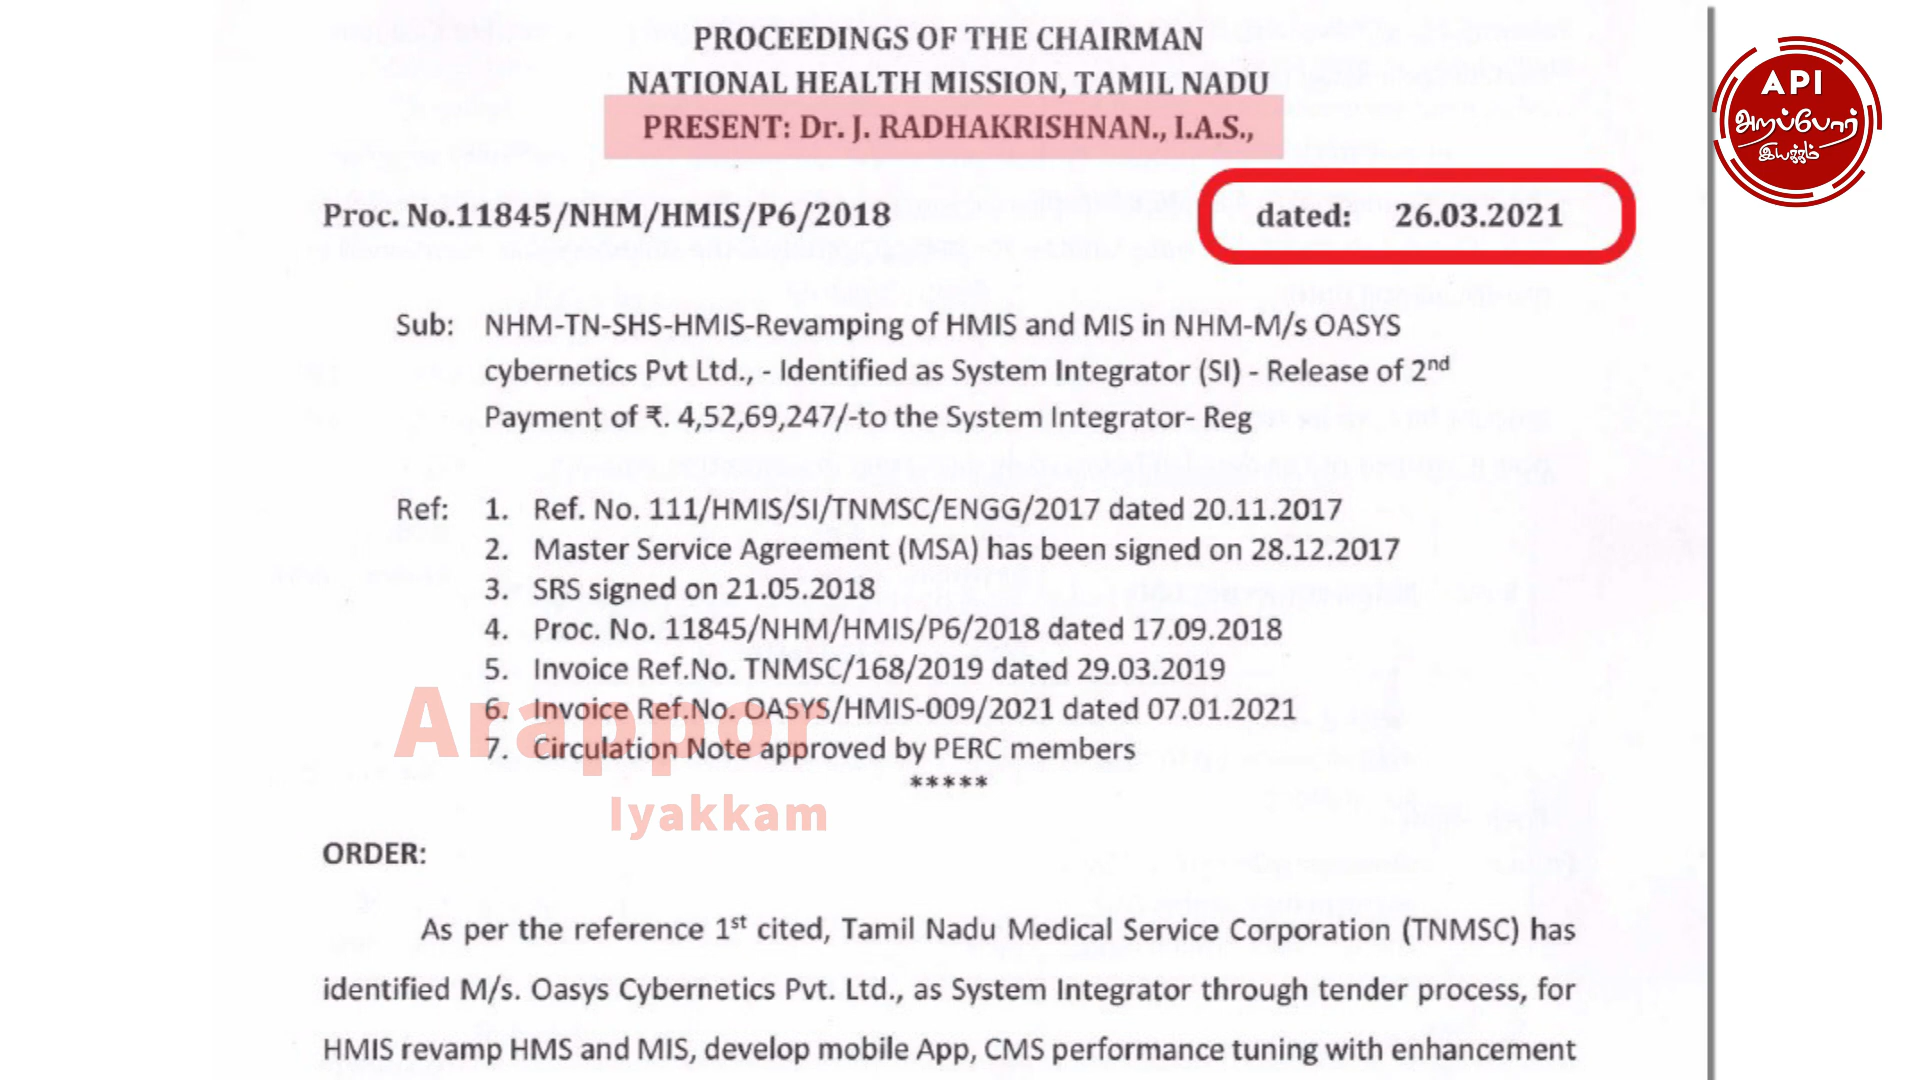 PROCEEDINGS OF THE CHAIRMAN
NATIONAL HEALTH MISSION, TAMIL NADU
PRESENT: Dr. J. RADHAKRISHNAN., I.A.S.,
API
அறப்போர்
இயக்கம்
Proc. No.11845/NHM/HMIS/P6/2018 dated: 26.03.2021
Sub: NHM-TN-SHS-HMIS-Revamping of HMIS and MIS in NHM-M/s OASYS
cybernetics Pvt Ltd., - Identified as System Integrator (SI) - Release of 2nd
Payment of ₹. 4,52,69,247/-to the System Integrator- Reg
Ref: 1. Ref. No. 111/HMIS/SI/TNMSC/ENGG/2017 dated 20.11.2017
2. Master Service Agreement (MSA) has been signed on 28.12.2017
3. SRS signed on 21.05.2018
4. Proc. No. 11845/NHM/HMIS/P6/2018 dated 17.09.2018
5. Invoice Ref.No. TNMSC/168/2019 dated 29.03.2019
6. Invoice Ref.No. OASYS/HMIS-009/2021 dated 07.01.2021
7. Circulation Note approved by PERC members
*****
Arappor
Iyakkam
ORDER:
As per the reference 1st cited, Tamil Nadu Medical Service Corporation (TNMSC) has
identified M/s. Oasys Cybernetics Pvt. Ltd., as System Integrator through tender process, for
HMIS revamp HMS and MIS, develop mobile App, CMS performance tuning with enhancement